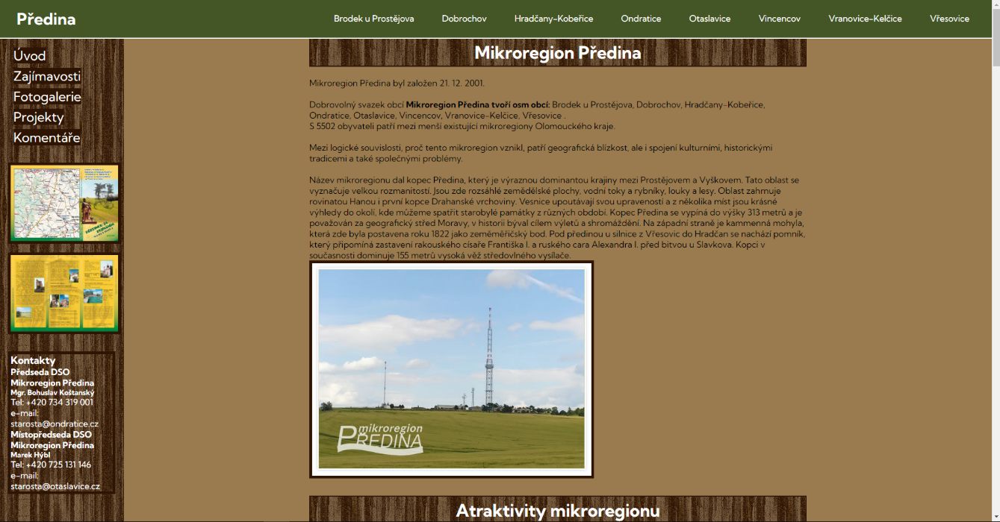 Předina
Brodek u Prostějova Dobrochov Hradčany-Kobeřice Ondratice Otaslavice Vincencov Vranovice-Kelčice Vřesovice
Úvod
Zajímavosti
Fotogalerie
Projekty
Komentáře
Kontakty
Předseda DSO
Mikroregion Předina
Mgr. Bohuslav Koštanský
Tel: +420 734 319 001
e-mail:
starosta@ondratice.cz
Místopředseda DSO
Mikroregion Předina
Marek Hýbl
Tel: +420 725 131 146
e-mail:
starosta@otaslavice.cz
Mikroregion Předina
Mikroregion Předina byl založen 21. 12. 2001.
Dobrovolný svazek obcí Mikroregion Předina tvoří osm obcí: Brodek u Prostějova, Dobrochov, Hradčany-Kobeřice,
Ondratice, Otaslavice, Vincencov, Vranovice-Kelčice, Vřesovice .
S 5502 obyvateli patří mezi menší existující mikroregiony Olomouckého kraje.
Mezi logické souvislosti, proč tento mikroregion vznikl, patří geografická blízkost, ale i spojení kulturními, historickými
tradicemi a také společnými problémy.
Název mikroregionu dal kopec Předina, který je výraznou dominantou krajiny mezi Prostějovem a Vyškovem. Tato oblast se
vyznačuje velkou rozmanitostí. Jsou zde rozsáhlé zemědělské plochy, vodní toky a rybníky, louky a lesy. Oblast zahrnuje
rovinatou Hanou i první kopce Drahanské vrchoviny. Vesnice upoutávají svou upraveností a z několika míst jsou krásné
výhledy do okolí, kde můžeme spatřit starobylé památky z různých období. Kopec Předina se vypíná do výšky 313 metrů a je
považován za geografický střed Moravy, v historii býval cílem výletů a shromáždění. Na západní straně je kammenná mohyla,
která zde byla postavena roku 1822 jako zeměměřičský bod. Pod předinou u silnice z Vřesovic do Hradčan se nachází pomník,
který připomíná zastavení rakouského císaře Františka I. a ruského cara Alexandra I. před bitvou u Slavkova. Kopci v
současnosti dominuje 155 metrů vysoká věž středovlného vysílače.
mikroregion
PŘEDINA
Atraktivity mikroregionu